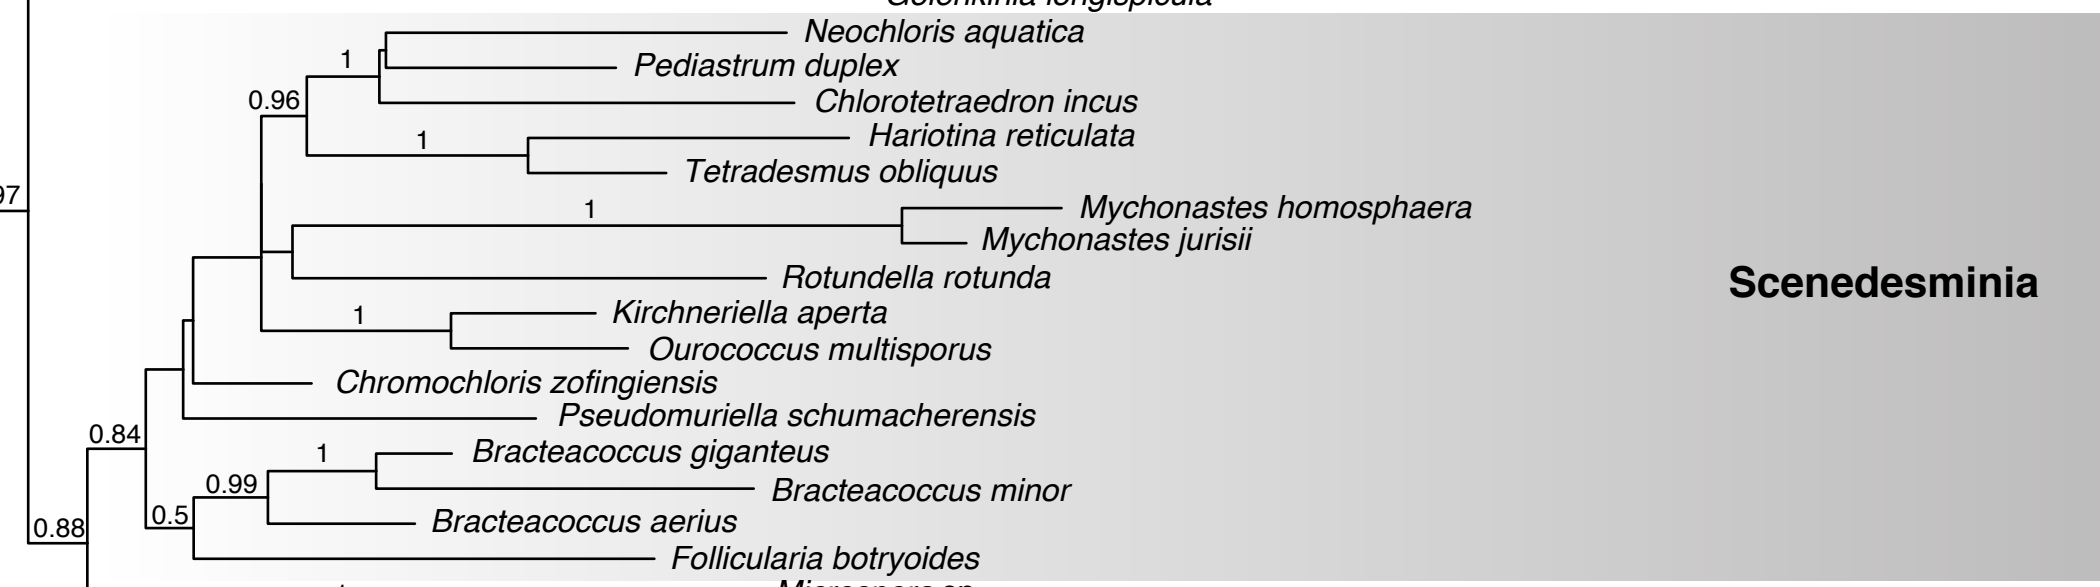 Neochloris aquatica
1
Pediastrum duplex
0.96
Chlorotetraedron incus
1
Hariotina reticulata
Tetradesmus obliquus
97
1
Mychonastes homosphaera
Mychonastes jurisii
Rotundella rotunda
Scenedesminia
1
Kirchneriella aperta
Ourococcus multisporus
Chromochloris zofingiensis
Pseudomuriella schumacherensis
0.84
1
Bracteacoccus giganteus
0.99
Bracteacoccus minor
0.5
Bracteacoccus aerius
0.88
Follicularia botryoides